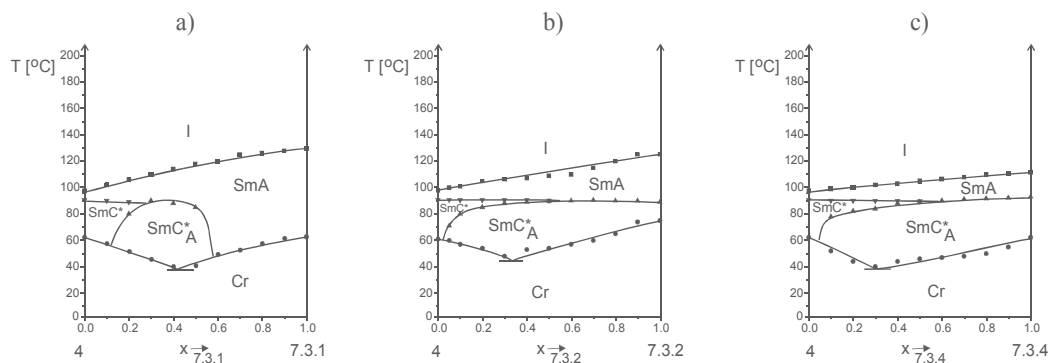 a)
b)
c)
T [°C]
200
180
160
140
120
100
80
60
40
20
0
I
SmA
SmC*
SmC*A
Cr
0.0 0.2 0.4 0.6 0.8 1.0
4 x7.3.1 → 7.3.1
T [°C]
200
180
160
140
120
100
80
60
40
20
0
I
SmA
SmC*
SmC*A
Cr
0.0 0.2 0.4 0.6 0.8 1.0
4 x7.3.2 → 7.3.2
T [°C]
200
180
160
140
120
100
80
60
40
20
0
I
SmA
SmC*
SmC*A
Cr
0.0 0.2 0.4 0.6 0.8 1.0
4 x7.3.4 → 7.3.4